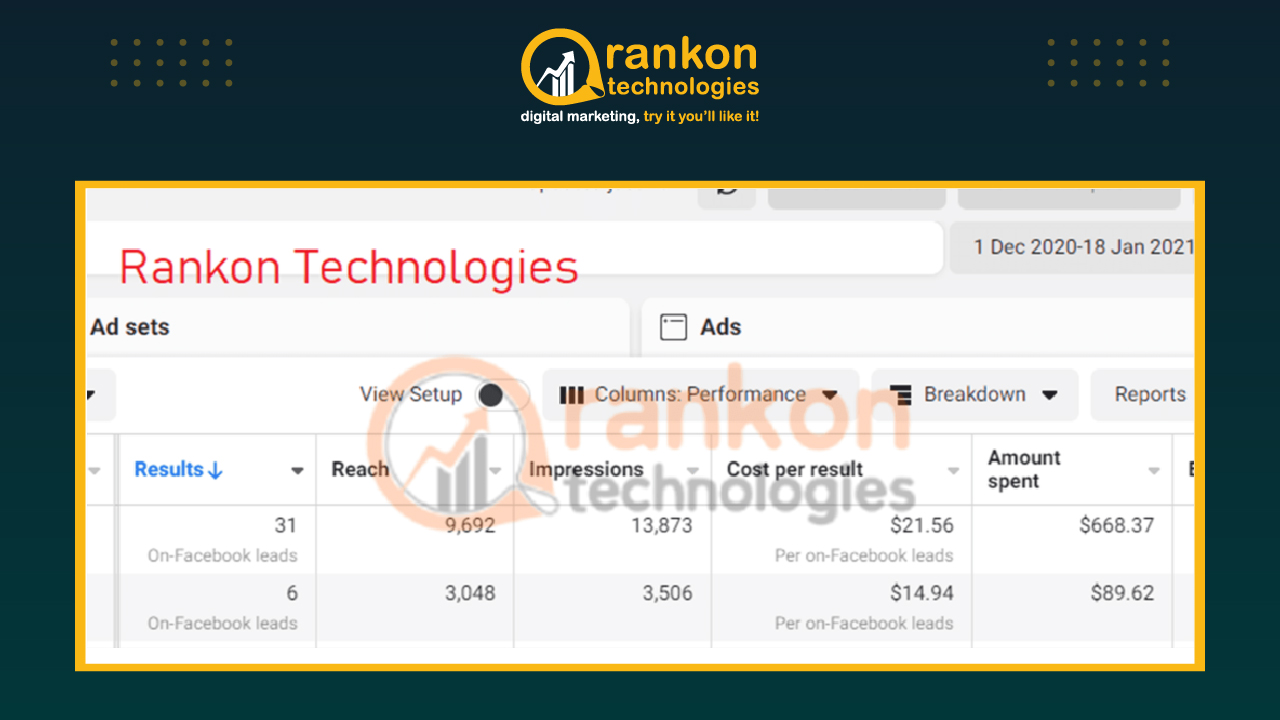 rankon
technologies
digital marketing, try it you'll like it!
1 Dec 2020-18 Jan 2021
Rankon Technologies
Ad sets
Ads
View Setup
Columns: Performance
Breakdown
Reports
rankon
technologies
Results↓
Reach
Impressions
Cost per result
Amount
spent
31
9,692
13,873
$21.56
$668.37
On-Facebook leads
Per on-Facebook leads
6
3,048
3,506
$14.94
$89.62
On-Facebook leads
Per on-Facebook leads